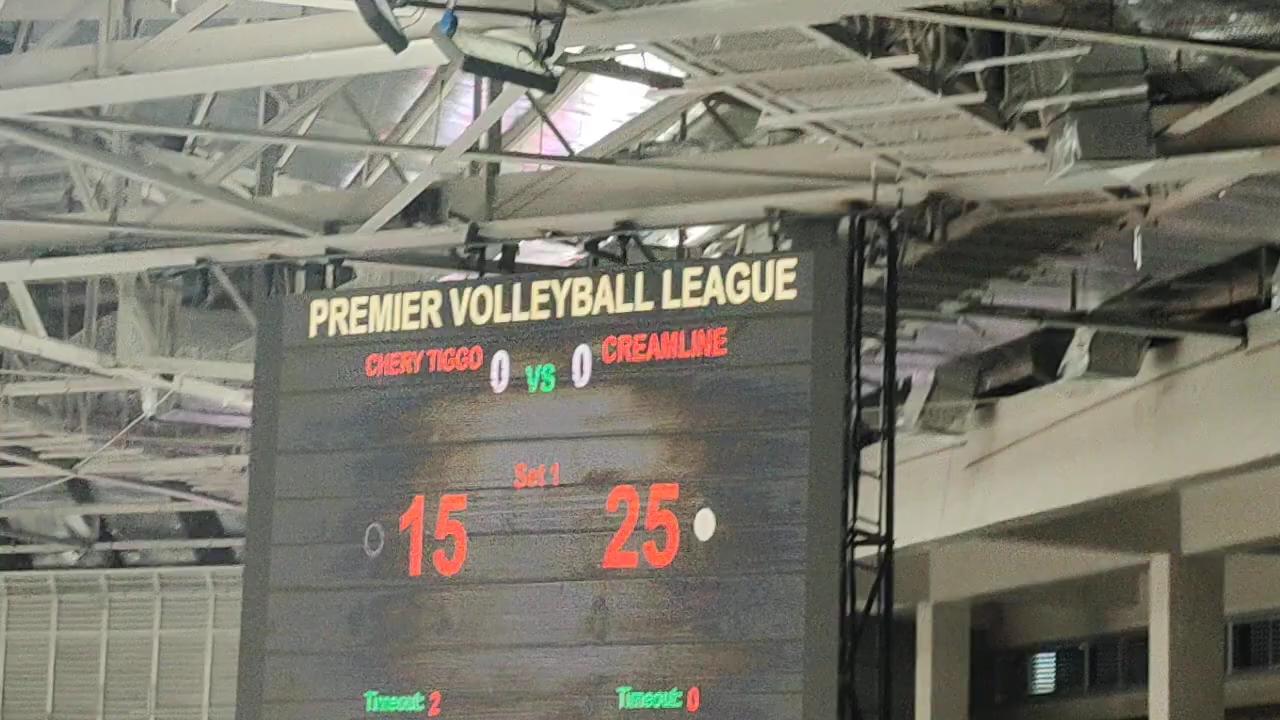 PREMIER VOLLEYBALL LEAGUE
CHERY TIGGO 0 VS 0 CREAMLINE
Set 1
15 25
Timeout: 2 Timeout: 0